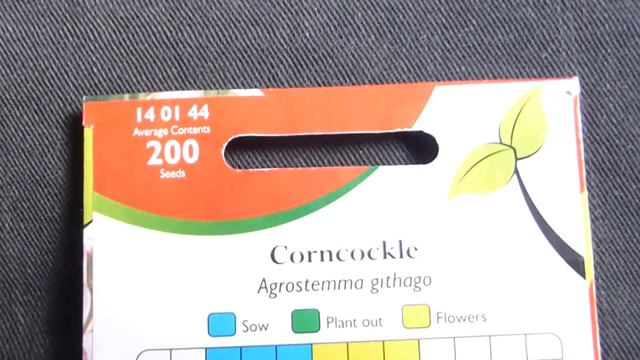 14 01 44
Average Contents
200
Seeds
Corncockle
Agrostemma githago
Sow Plant out Flowers